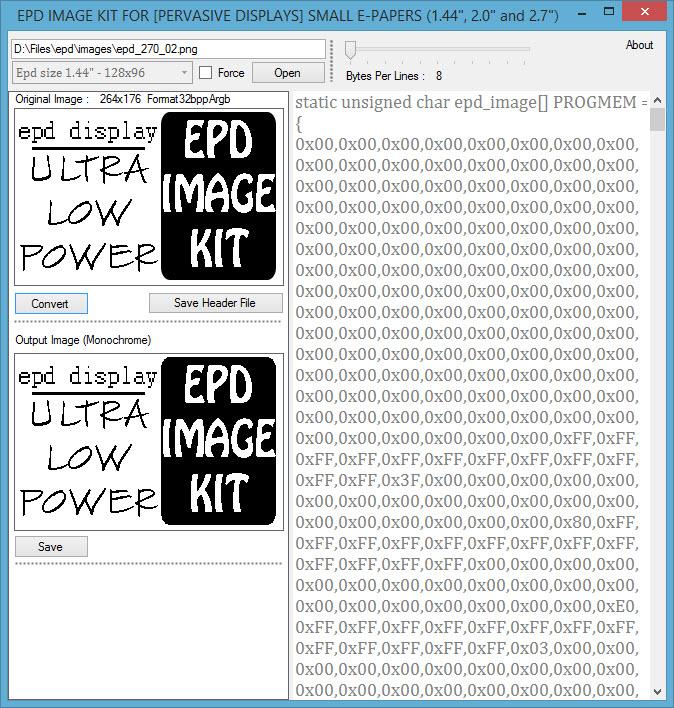 EPD IMAGE KIT FOR [PERVASIVE DISPLAYS] SMALL E-PAPERS (1.44", 2.0" and 2.7")
D:\Files\epd\images\epd_270_02.png
Epd size 1.44" - 128x96
Force
Open
Bytes Per Lines : 8
About
Original Image : 264x176 Format32bppArgb
epd display
ULTRA
LOW
POWER
EPD
IMAGE
KIT
Convert
Save Header File
Output Image (Monochrome)
epd display
ULTRA
LOW
POWER
EPD
IMAGE
KIT
Save
static unsigned char epd_image[] PROGMEM =
{
0x00,0x00,0x00,0x00,0x00,0x00,0x00,0x00,
0x00,0x00,0x00,0x00,0x00,0x00,0x00,0x00,
0x00,0x00,0x00,0x00,0x00,0x00,0x00,0x00,
0x00,0x00,0x00,0x00,0x00,0x00,0x00,0x00,
0x00,0x00,0x00,0x00,0x00,0x00,0x00,0x00,
0x00,0x00,0x00,0x00,0x00,0x00,0x00,0x00,
0x00,0x00,0x00,0x00,0x00,0x00,0x00,0x00,
0x00,0x00,0x00,0x00,0x00,0x00,0x00,0x00,
0x00,0x00,0x00,0x00,0x00,0x00,0x00,0x00,
0x00,0x00,0x00,0x00,0x00,0x00,0x00,0x00,
0x00,0x00,0x00,0x00,0x00,0x00,0x00,0x00,
0x00,0x00,0x00,0x00,0x00,0x00,0x00,0x00,
0x00,0x00,0x00,0x00,0x00,0x00,0x00,0x00,
0x00,0x00,0x00,0x00,0x00,0x00,0x00,0x00,
0x00,0x00,0x00,0x00,0x00,0x00,0xFF,0xFF,
0xFF,0xFF,0xFF,0xFF,0xFF,0xFF,0xFF,0xFF,
0xFF,0xFF,0x3F,0x00,0x00,0x00,0x00,0x00,
0x00,0x00,0x00,0x00,0x00,0x00,0x00,0x00,
0x00,0x00,0x00,0x00,0x00,0x00,0x80,0xFF,
0xFF,0xFF,0xFF,0xFF,0xFF,0xFF,0xFF,0xFF,
0xFF,0xFF,0xFF,0xFF,0x00,0x00,0x00,0x00,
0x00,0x00,0x00,0x00,0x00,0x00,0x00,0x00,
0x00,0x00,0x00,0x00,0x00,0x00,0x00,0xE0,
0xFF,0xFF,0xFF,0xFF,0xFF,0xFF,0xFF,0xFF,
0xFF,0xFF,0xFF,0xFF,0xFF,0x03,0x00,0x00,
0x00,0x00,0x00,0x00,0x00,0x00,0x00,0x00,
0x00,0x00,0x00,0x00,0x00,0x00,0x00,0x00,